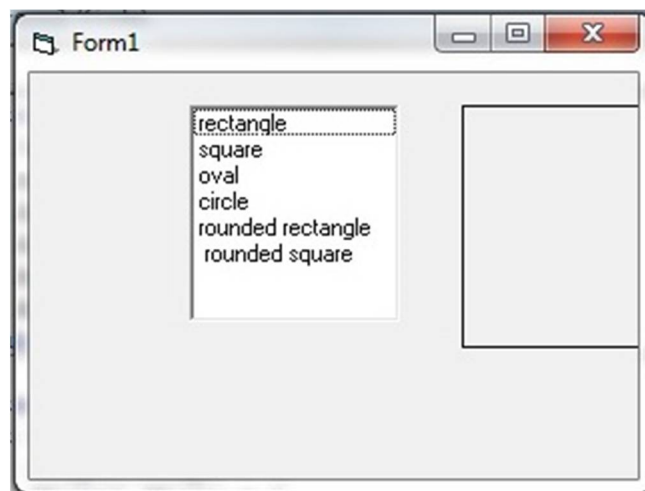 Form1
rectangle
square
oval
circle
rounded rectangle
rounded square